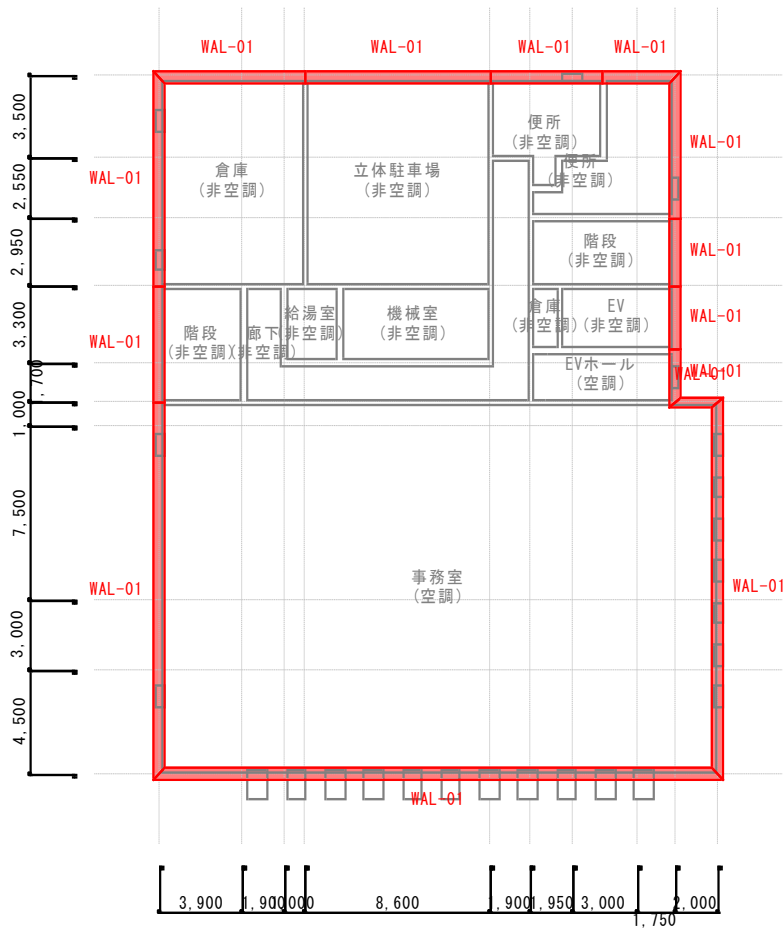 WAL-01
WAL-01
WAL-01
WAL-01
3,500
2,550
2,950
3,300
1,000
7,500
3,000
4,500
WAL-01
倉庫
(非空調)
立体駐車場
(非空調)
便所
(非空調)
便所
(非空調)
WAL-01
階段
(非空調)
WAL-01
WAL-01
階段
(非空調)
廊下
(非空調)
給湯室
(非空調)
機械室
(非空調)
倉庫
(非空調)
EV
(非空調)
WAL-01
EVホール
(空調)
WAL-01
WAL-01
WAL-01
事務室
(空調)
WAL-01
WAL-01
3,900
8,600
1,900
1,950
3,000
1,750
2,000